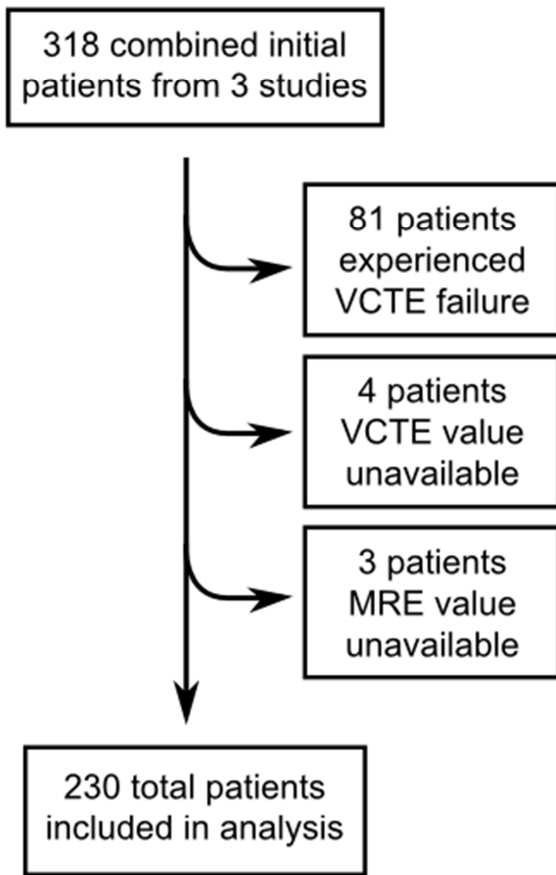 318 combined initial
patients from 3 studies
81 patients
experienced
VCTE failure
4 patients
VCTE value
unavailable
3 patients
MRE value
unavailable
230 total patients
included in analysis